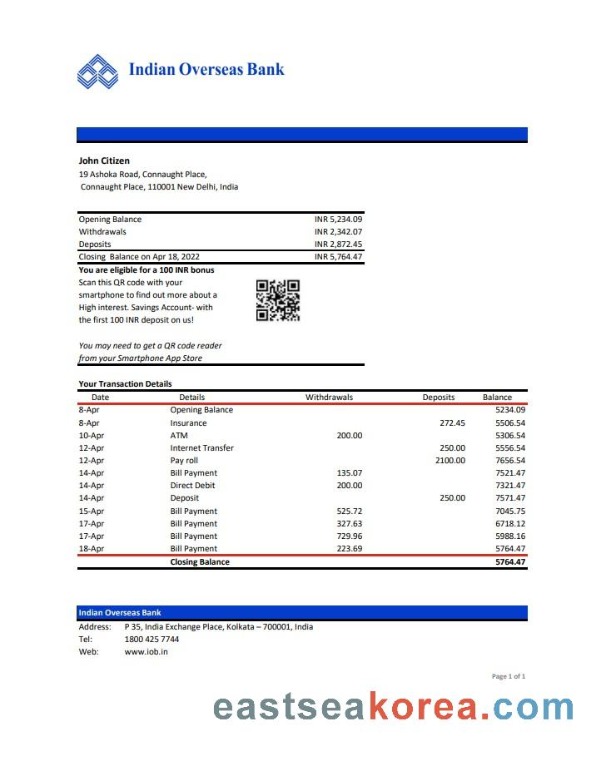 Indian Overseas Bank
John Citizen
19 Ashoka Road, Connaught Place,
Connaught Place, 110001 New Delhi, India
Opening Balance INR 5,234.09
Withdrawals INR 2,342.07
Deposits INR 2,872.45
Closing Balance on Apr 18, 2022 INR 5,764.47
You are eligible for a 100 INR bonus
Scan this QR code with your
smartphone to find out more about a
High interest. Savings Account- with
the first 100 INR deposit on us!
You may need to get a QR code reader
from your Smartphone App Store
Your Transaction Details
Date Details Withdrawals Deposits Balance
8-Apr Opening Balance 5234.09
8-Apr Insurance 272.45 5506.54
10-Apr ATM 200.00 5306.54
12-Apr Internet Transfer 250.00 5556.54
12-Apr Pay roll 2100.00 7656.54
14-Apr Bill Payment 135.07 7521.47
14-Apr Direct Debit 200.00 7321.47
14-Apr Deposit 250.00 7571.47
15-Apr Bill Payment 525.72 7045.75
17-Apr Bill Payment 327.63 6718.12
17-Apr Bill Payment 729.96 5988.16
18-Apr Bill Payment 223.69 5764.47
Closing Balance 5764.47
Indian Overseas Bank
Address: P 35, India Exchange Place, Kolkata – 700001, India
Tel: 1800 425 7744
Web: www.iob.in
Page 1 of 1
eastseakorea.com